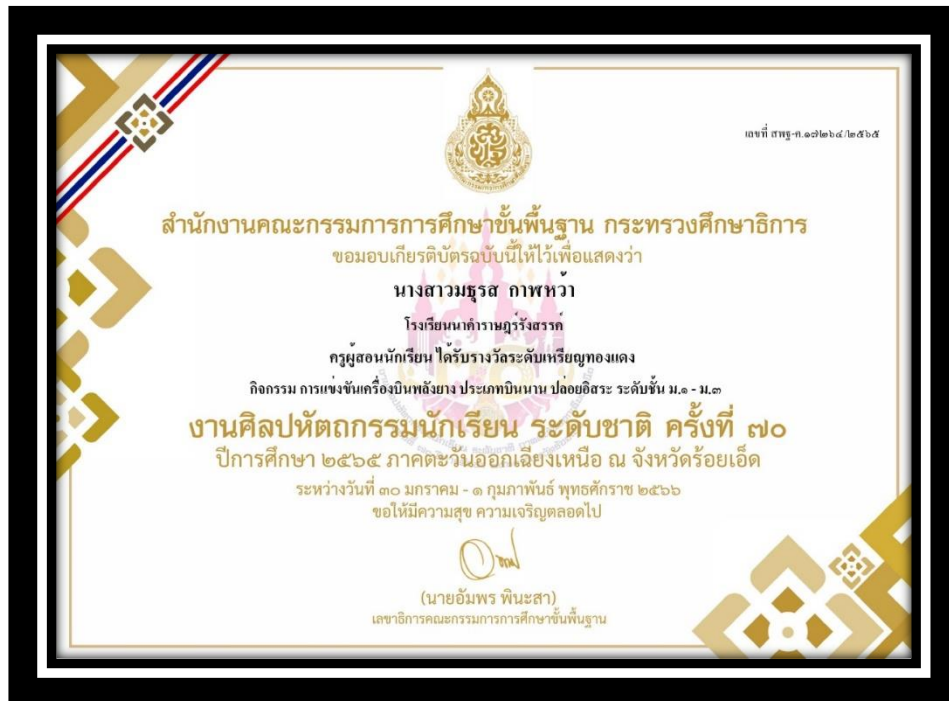 เลขที่ สพฐ-ค.๑๗๒๖๔/๒๕๖๕
สำนักงานคณะกรรมการการศึกษาขั้นพื้นฐาน กระทรวงศึกษาธิการ
ขอมอบเกียรติบัตรฉบับนี้ให้ไว้เพื่อแสดงว่า
นางสาวมธุรส กาฬหว้า
โรงเรียนนาคำราษฎร์รังสรรค์
ครูผู้สอนนักเรียน ได้รับรางวัลระดับเหรียญทองแดง
กิจกรรม การแข่งขันเครื่องบินพลังยาง ประเภทบินนาน ปล่อยอิสระ ระดับชั้น ม.๑ - ม.๓
งานศิลปหัตถกรรมนักเรียน ระดับชาติ ครั้งที่ ๗๐
ปีการศึกษา ๒๕๖๕ ภาคตะวันออกเฉียงเหนือ ณ จังหวัดร้อยเอ็ด
ระหว่างวันที่ ๓๐ มกราคม - ๑ กุมภาพันธ์ พุทธศักราช ๒๕๖๖
ขอให้มีความสุข ความเจริญตลอดไป
(นายอัมพร พินะสา)
เลขาธิการคณะกรรมการการศึกษาขั้นพื้นฐาน